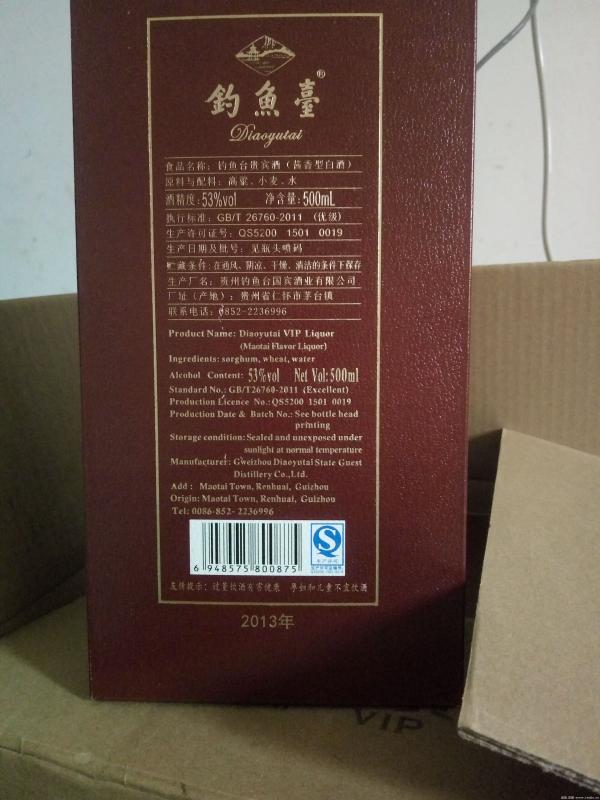 釣魚臺®
Diaoyutai
食品名称：钓鱼台贵宾酒（酱香型白酒）
原料与配料：高粱、小麦、水
酒精度：53%vol 净含量：500mL
执行标准：GB/T 26760-2011（优级）
生产许可证号：QS5200 1501 0019
生产日期及批号：见瓶头喷码
贮藏条件：在通风、阴凉、干燥、清洁的条件下保存
生产厂名：贵州钓鱼台国宾酒业有限公司
厂址（产地）：贵州省仁怀市茅台镇
联系电话：0852-2236996
Product Name: Diaoyutai VIP Liquor
(Maotai Flavor Liquor)
Ingredients: sorghum, wheat, water
Alcohol Content: 53%vol Net Vol: 500ml
Standard No.: GB/T26760-2011 (Excellent)
Production Licence No.: QS5200 1501 0019
Production Date & Batch No.: See bottle head
printing
Storage condition: Sealed and unexposed under
sunlight at normal temperature
Manufacturer: Gweizhou Diaoyutai State Guest
Distillery Co.,Ltd.
Add: Maotai Town, Renhuai, Guizhou
Origin: Maotai Town, Renhuai, Guizhou
Tel: 0086-852- 2236996
6 948575 800875
生产许可
友情提示：过量饮酒有害健康 孕妇和儿童不宜饮酒
2013年
VIP